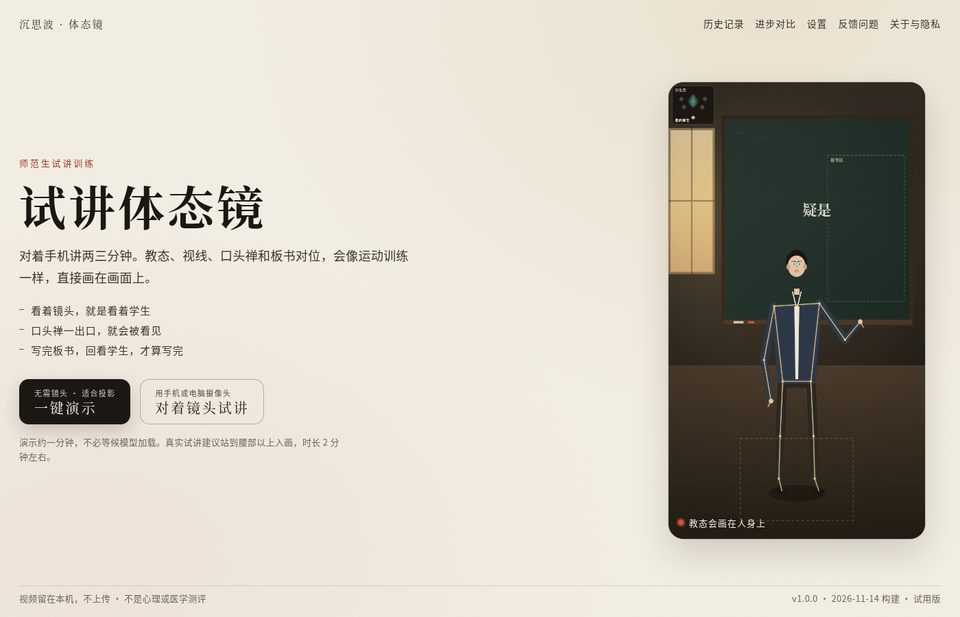 沉思波 · 体态镜
历史记录 进步对比 设置 反馈问题 关于与隐私
师范生试讲训练
试讲体态镜
对着手机讲两三分钟。教态、视线、口头禅和板书对位，会像运动训练
一样，直接画在画面上。
– 看着镜头，就是看着学生
– 口头禅一出口，就会被看见
– 写完板书，回看学生，才算写完
无需镜头 · 适合投影
一键演示
用手机或电脑摄像头
对着镜头试讲
演示约一分钟，不必等候模型加载。真实试讲建议站到腰部以上入画，时长 2 分
钟左右。
疑是
教态会画在人身上
视频留在本机，不上传 · 不是心理或医学测评
v1.0.0 · 2026-11-14 构建 · 试用版